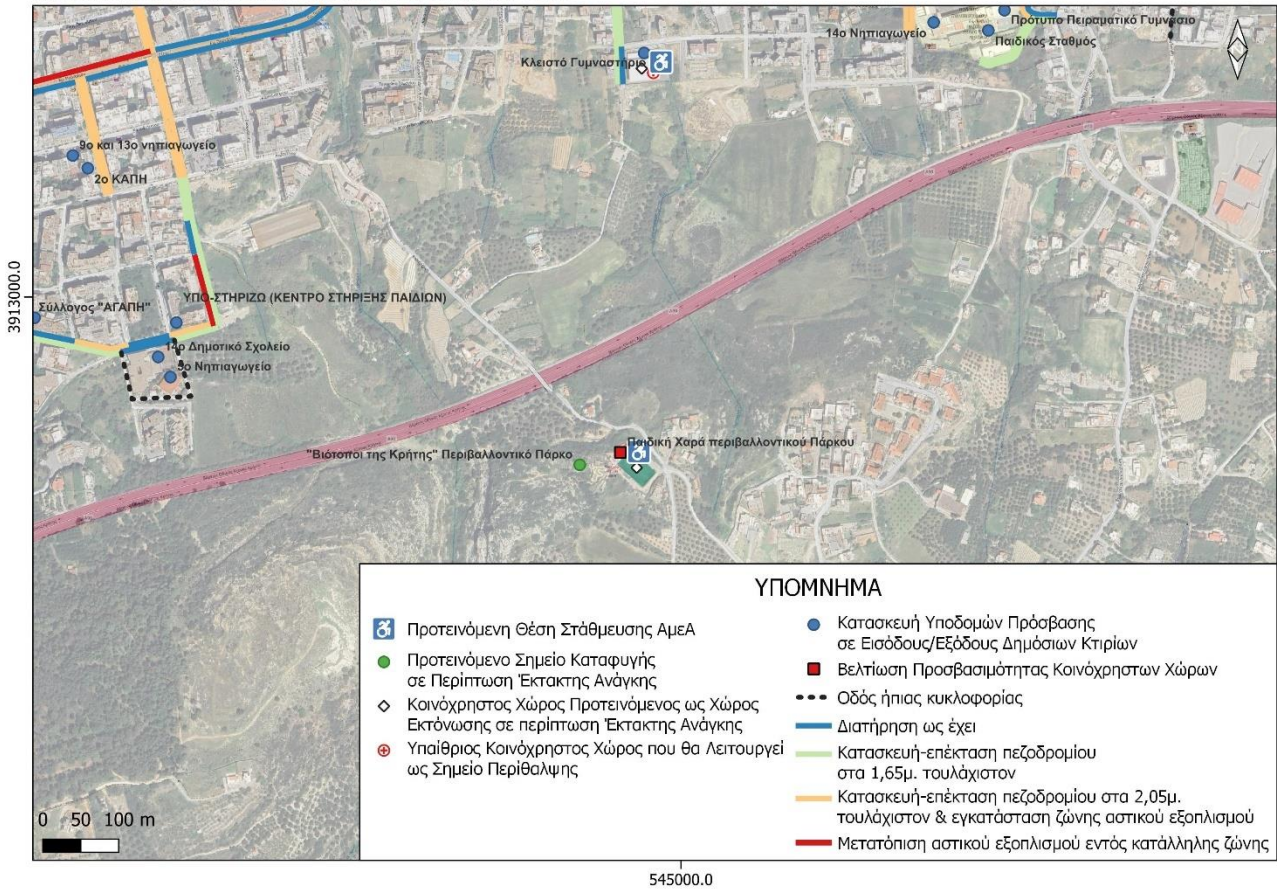 Πρότυπο Πειραματικό Γυμνάσιο
14ο Νηπιαγωγείο
Παιδικός Σταθμός
Κλειστό Γυμναστήριο
9ο και 13ο νηπιαγωγείο
2ο ΚΑΠΗ
3913000.0
ΥΠΟ-ΣΤΗΡΙΖΩ (ΚΕΝΤΡΟ ΣΤΗΡΙΞΗΣ ΠΑΙΔΙΩΝ)
Σύλλογος "ΑΓΑΠΗ"
14ο Δημοτικό Σχολείο
5ο Νηπιαγωγείο
Παιδική Χαρά περιβαλλοντικού Πάρκου
"Βιότοποι της Κρήτης" Περιβαλλοντικό Πάρκο
ΥΠΟΜΝΗΜΑ
Προτεινόμενη Θέση Στάθμευσης ΑμεΑ
Προτεινόμενο Σημείο Καταφυγής
σε Περίπτωση Έκτακτης Ανάγκης
Κοινόχρηστος Χώρος Προτεινόμενος ως Χώρος
Εκτόνωσης σε περίπτωση Έκτακτης Ανάγκης
Υπαίθριος Κοινόχρηστος Χώρος που θα Λειτουργεί
ως Σημείο Περίθαλψης
Κατασκευή Υποδομών Πρόσβασης
σε Εισόδους/Εξόδους Δημόσιων Κτιρίων
Βελτίωση Προσβασιμότητας Κοινόχρηστων Χώρων
Οδός ήπιας κυκλοφορίας
Διατήρηση ως έχει
Κατασκευή-επέκταση πεζοδρομίου
στα 1,65μ. τουλάχιστον
Κατασκευή-επέκταση πεζοδρομίου στα 2,05μ.
τουλάχιστον & εγκατάσταση ζώνης αστικού εξοπλισμού
Μετατόπιση αστικού εξοπλισμού εντός κατάλληλης ζώνης
0 50 100 m
545000.0